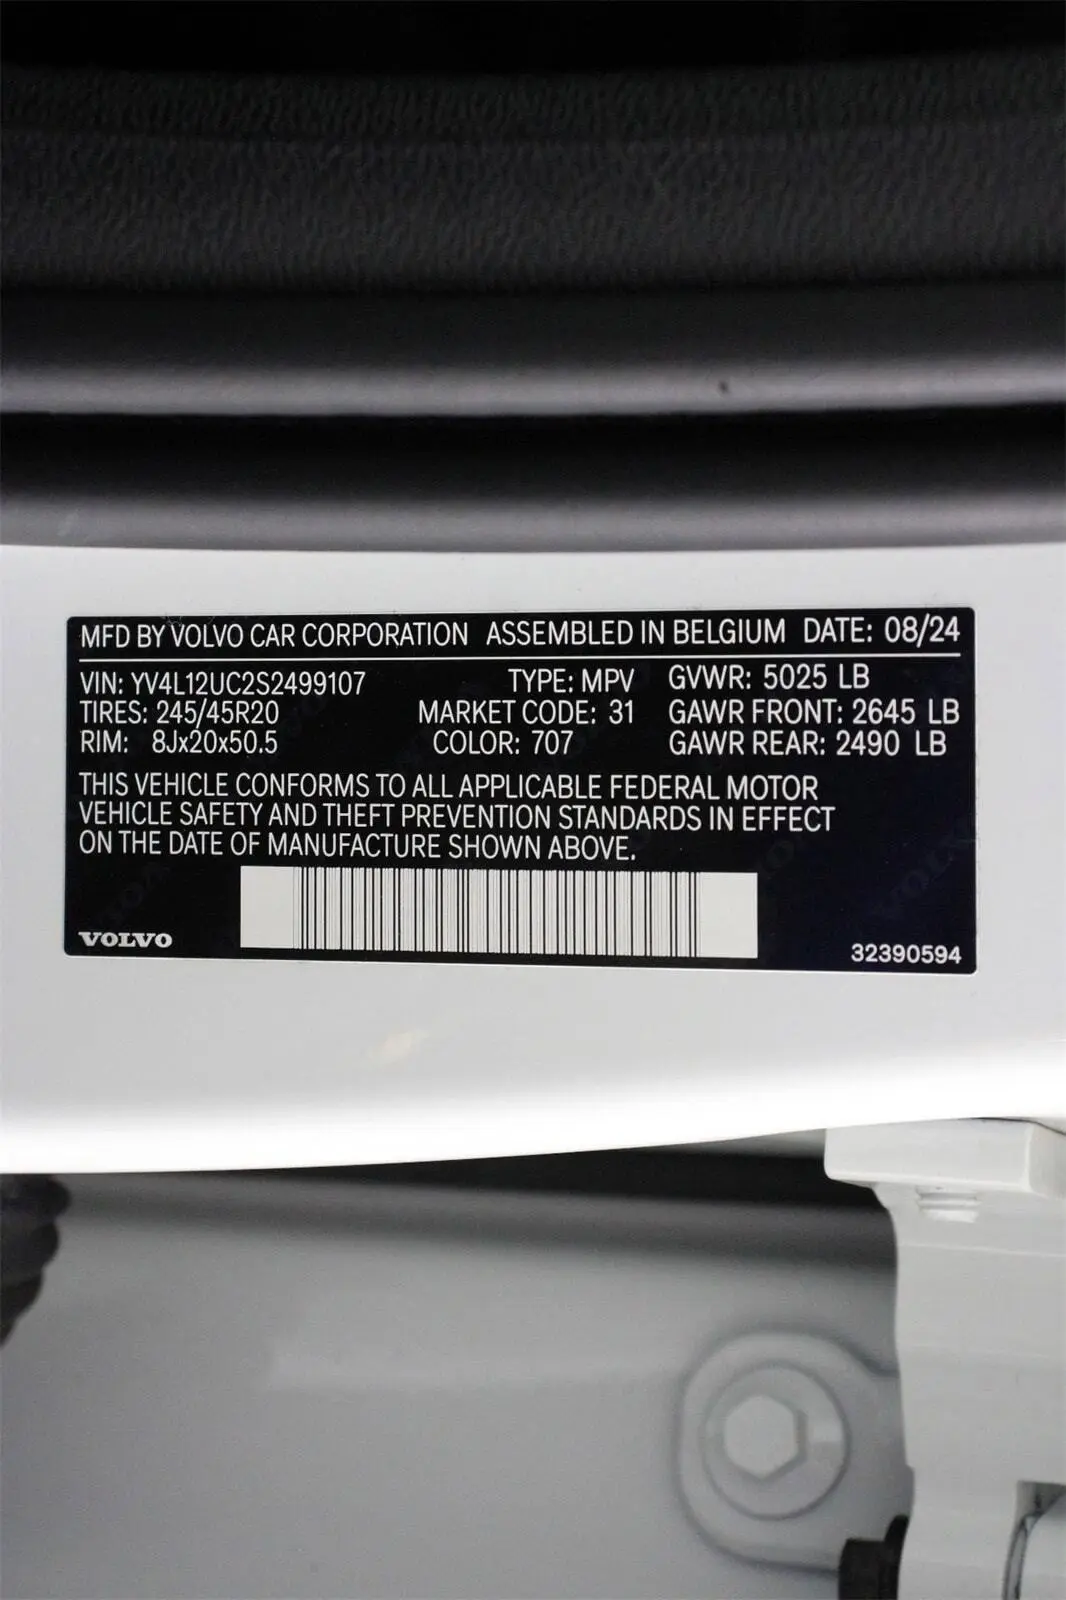 MFD BY VOLVO CAR CORPORATION ASSEMBLED IN BELGIUM DATE: 08/24
VIN: YV4L12UC2S2499107 TYPE: MPV GVWR: 5025 LB
TIRES: 245/45R20 MARKET CODE: 31 GAWR FRONT: 2645 LB
RIM: 8Jx20x50.5 COLOR: 707 GAWR REAR: 2490 LB
THIS VEHICLE CONFORMS TO ALL APPLICABLE FEDERAL MOTOR
VEHICLE SAFETY AND THEFT PREVENTION STANDARDS IN EFFECT
ON THE DATE OF MANUFACTURE SHOWN ABOVE.
VOLVO 32390594